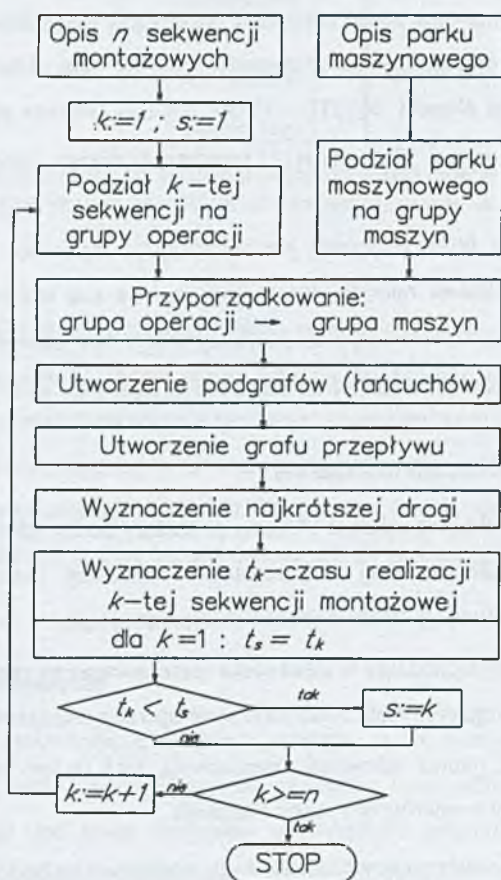 Opis n sekwencji
montażowych
Opis parku
maszynowego
k:=1 ; s:=1
Podział k-tej
sekwencji na
grupy operacji
Podział parku
maszynowego
na grupy
maszyn
Przyporządkowanie:
grupa operacji → grupa maszyn
Utworzenie podgrafów (łańcuchów)
Utworzenie grafu przepływu
Wyznaczenie najkrótszej drogi
Wyznaczenie tₖ-czasu realizacji
k-tej sekwencji montażowej
dla k=1 : tₛ = tₖ
tₖ < tₛ
tak
s:=k
nie
k:=k+1
nie
k>=n
tak
STOP